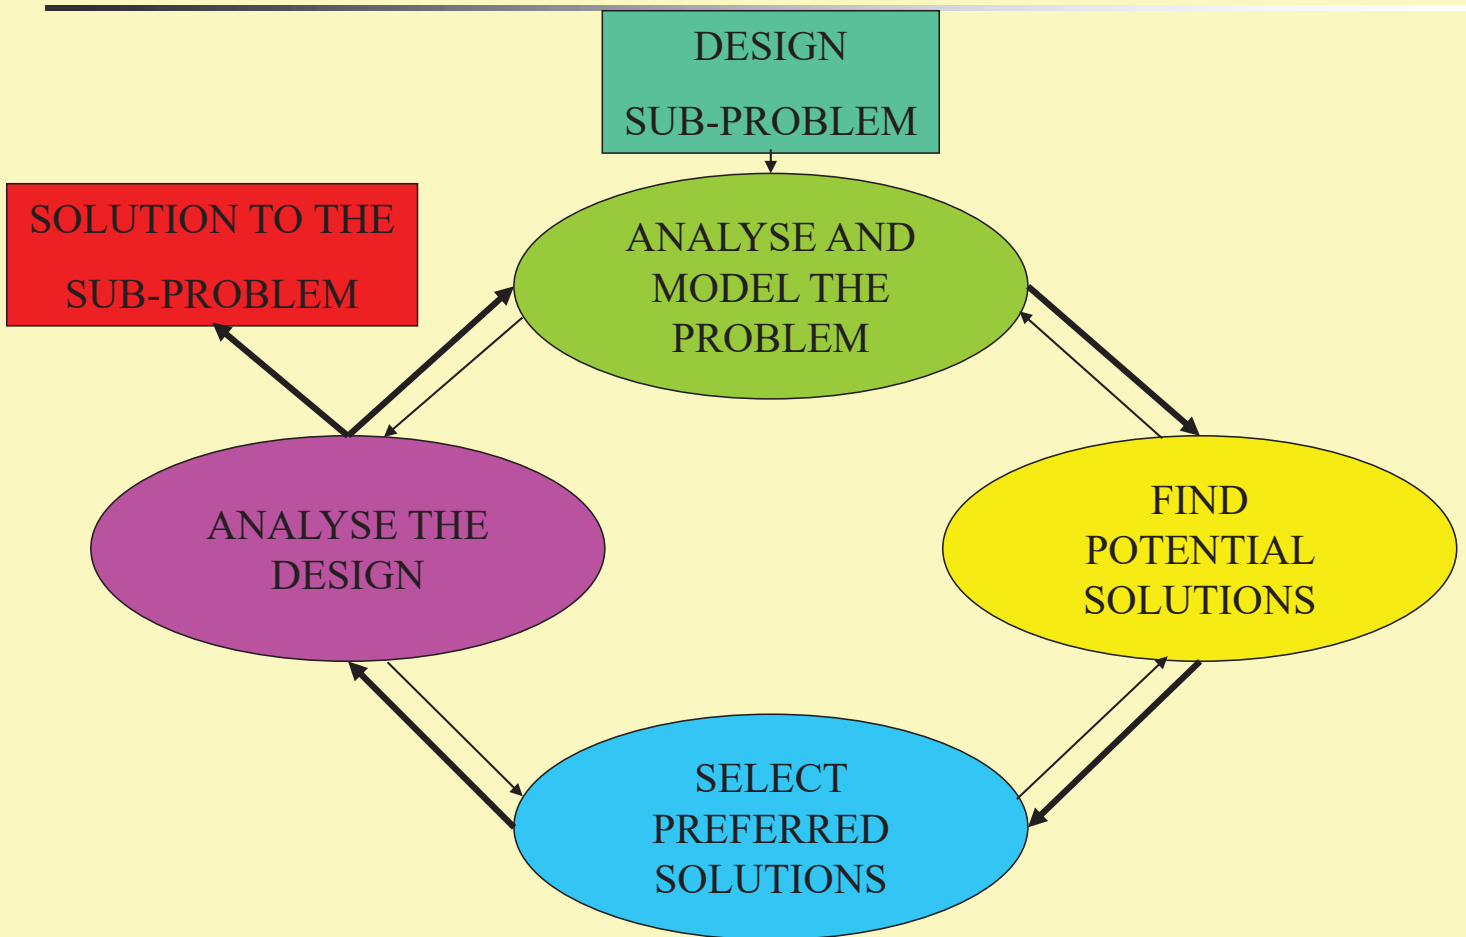 DESIGN
SUB-PROBLEM
SOLUTION TO THE
SUB-PROBLEM
ANALYSE AND
MODEL THE
PROBLEM
ANALYSE THE
DESIGN
FIND
POTENTIAL
SOLUTIONS
SELECT
PREFERRED
SOLUTIONS